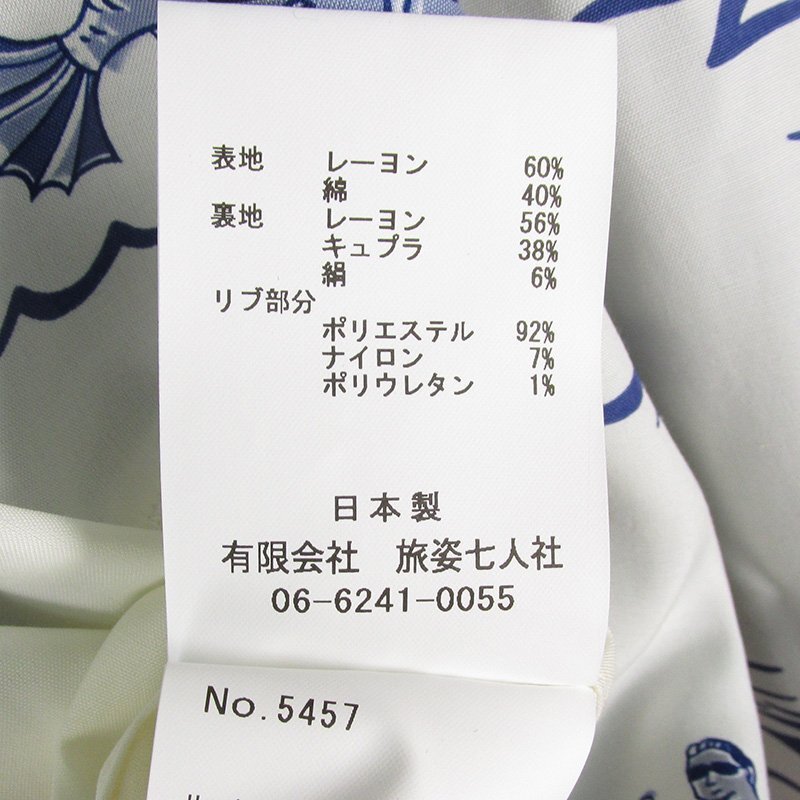 表地 レーヨン 60%
綿 40%
裏地 レーヨン 56%
キュプラ 38%
絹 6%
リブ部分
ポリエステル 92%
ナイロン 7%
ポリウレタン 1%
日本製
有限会社 旅姿七人社
06-6241-0055
No.5457